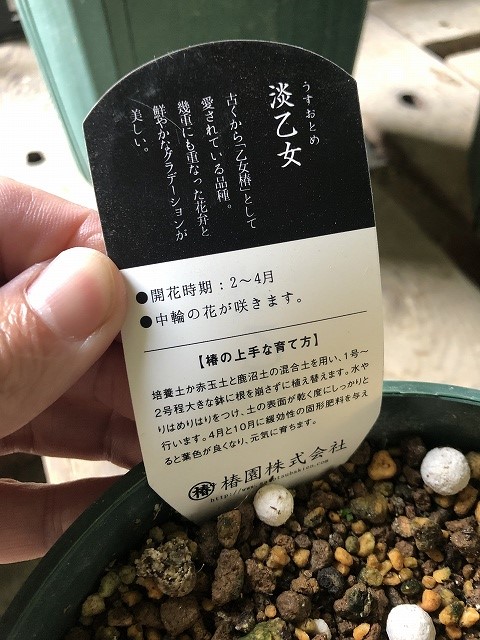 うすおとめ
淡乙女
古くから「乙女椿」として
愛されている品種。
幾重にも重なった花弁と
鮮やかなグラデーションが
美しい。
●開花時期：2～4月
●中輪の花が咲きます。
【椿の上手な育て方】
培養土か赤玉土と鹿沼土の混合土を用い、1号～
2号程大きな鉢に根を崩さずに植え替えます。水や
りはめりはりをつけ、土の表面が乾く度にしっかりと
行います。4月と10月に緩効性の固形肥料を与え
ると葉色が良くなり、元気に育ちます。
椿 椿園株式会社